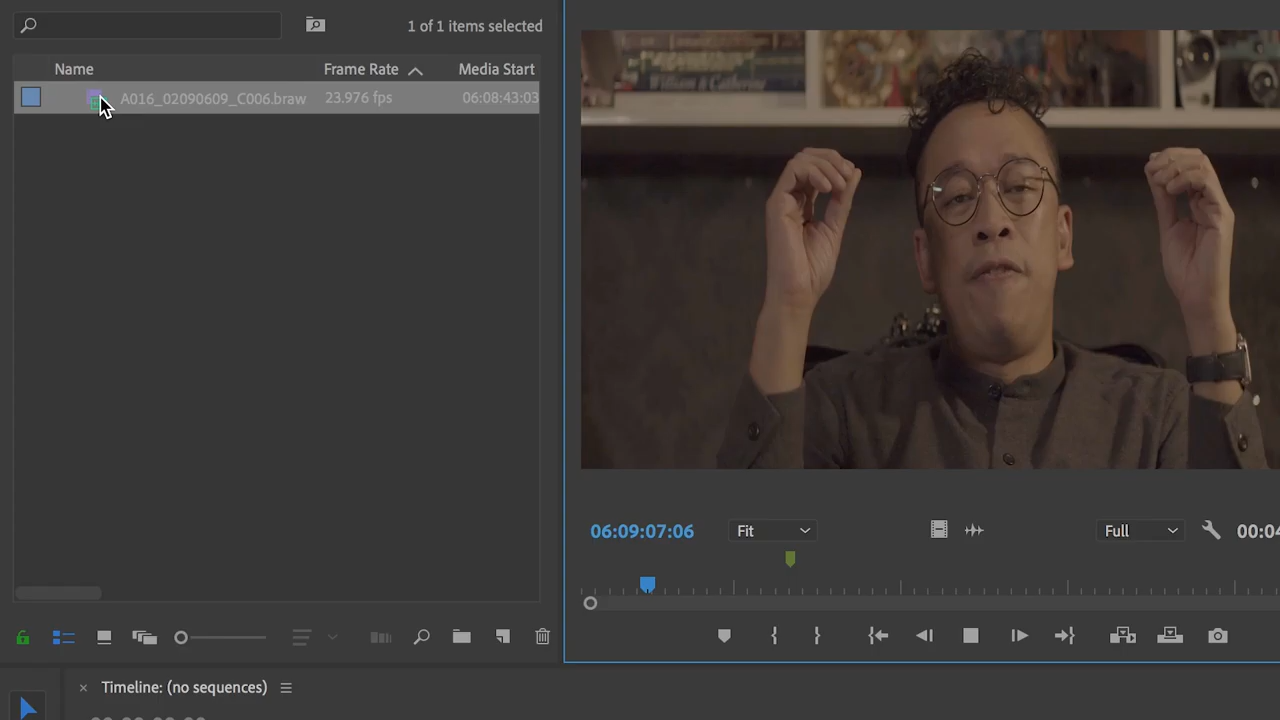 1 of 1 items selected
Name Frame Rate Media Start
A016_02090609_C006.braw 23.976 fps 06:08:43:03
06:09:07:06 Fit Full 00:04
× Timeline: (no sequences)